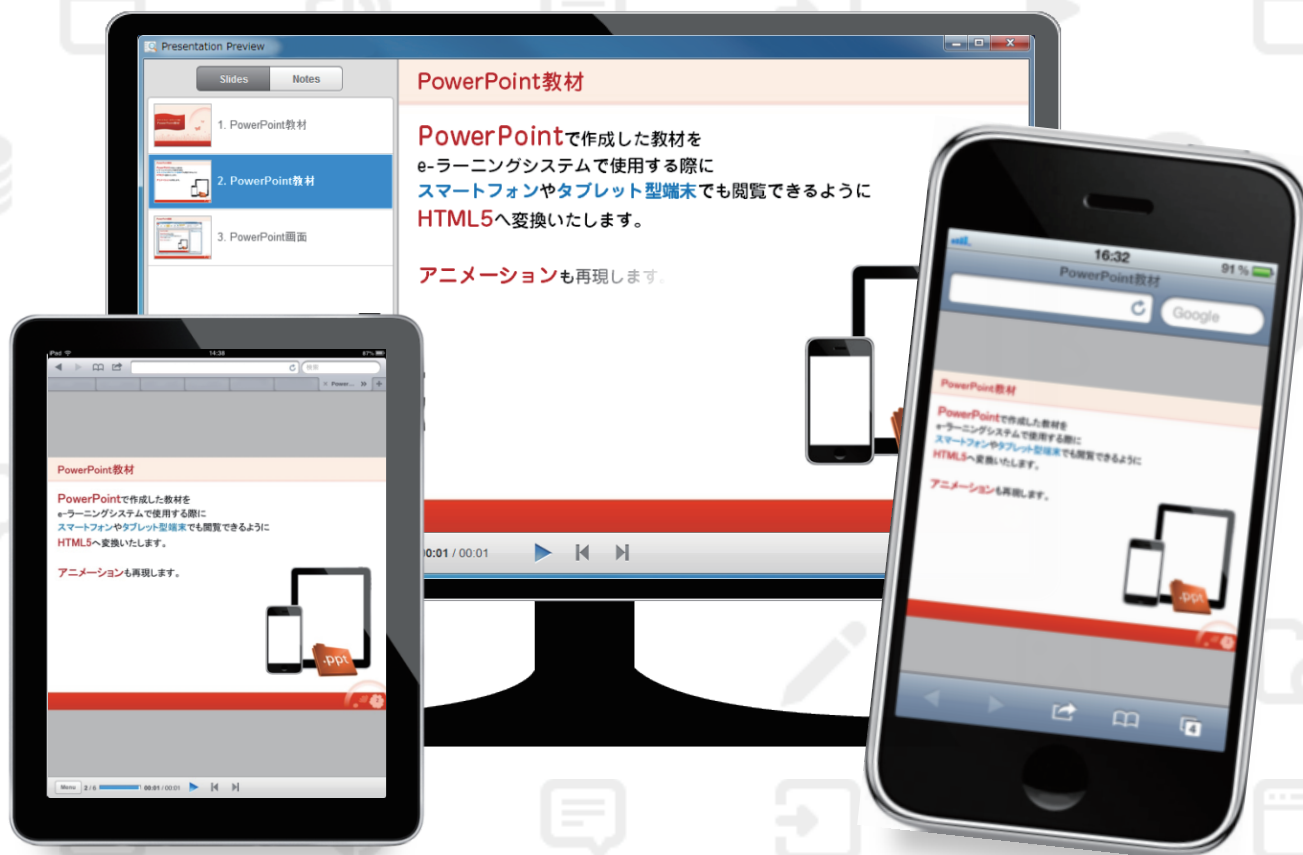 Presentation Preview
Slides
Notes
1. PowerPoint教材
2. PowerPoint教材
3. PowerPoint画面
PowerPoint教材
PowerPointで作成した教材を
e-ラーニングシステムで使用する際に
スマートフォンやタブレット型端末でも閲覧できるように
HTML5へ変換いたします。
アニメーションも再現します。
00:01 / 00:01
iPad
14:38
87%
検索
Power...
PowerPoint教材
PowerPointで作成した教材を
e-ラーニングシステムで使用する際に
スマートフォンやタブレット型端末でも閲覧できるように
HTML5へ変換いたします。
アニメーションも再現します。
.ppt
Menu
2 / 6
00:01 / 00:01
16:32
91 %
PowerPoint教材
Google
PowerPoint教材
PowerPointで作成した教材を
e-ラーニングシステムで使用する際に
スマートフォンやタブレット型端末でも閲覧できるように
HTML5へ変換いたします。
アニメーションも再現します。
.ppt
4